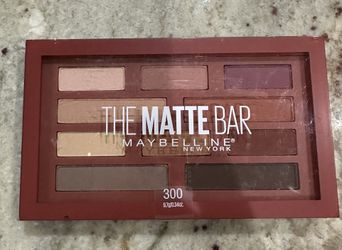 THE MATTE BAR
MAYBELLINE®
NEW YORK
300